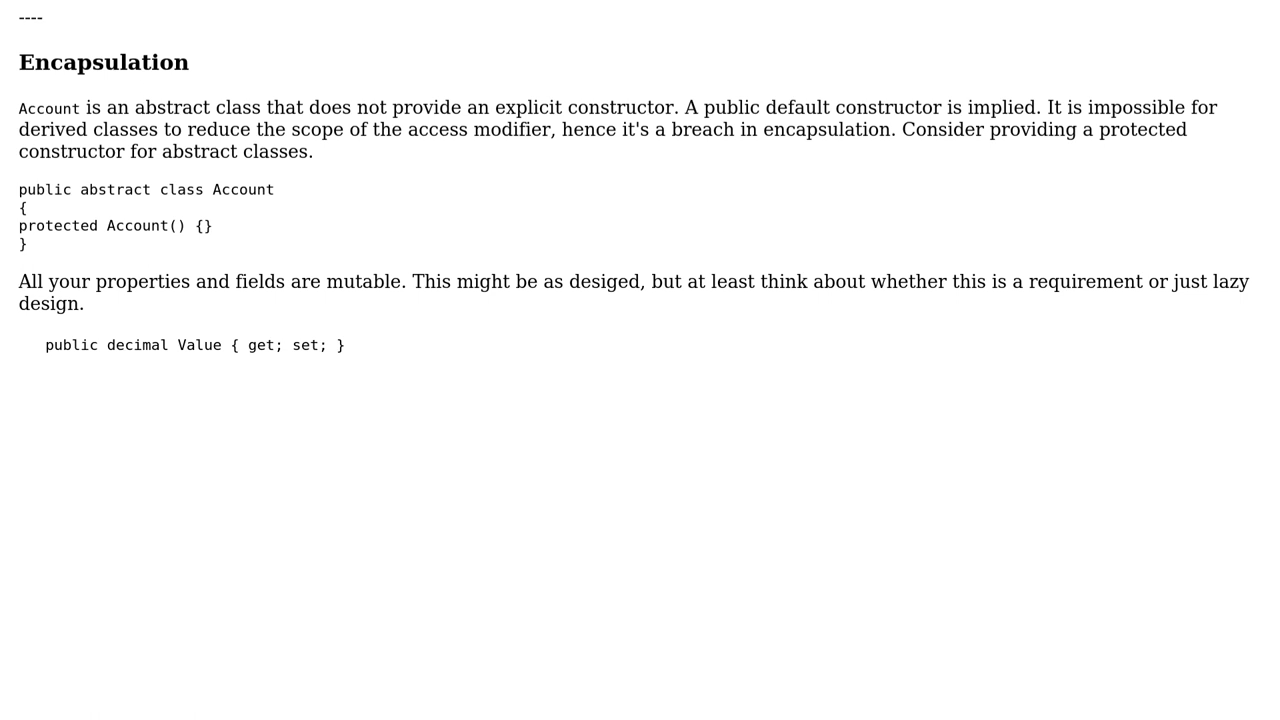 ----
Encapsulation
Account is an abstract class that does not provide an explicit constructor. A public default constructor is implied. It is impossible for
derived classes to reduce the scope of the access modifier, hence it's a breach in encapsulation. Consider providing a protected
constructor for abstract classes.
public abstract class Account
{
protected Account() {}
}
All your properties and fields are mutable. This might be as desiged, but at least think about whether this is a requirement or just lazy
design.
public decimal Value { get; set; }